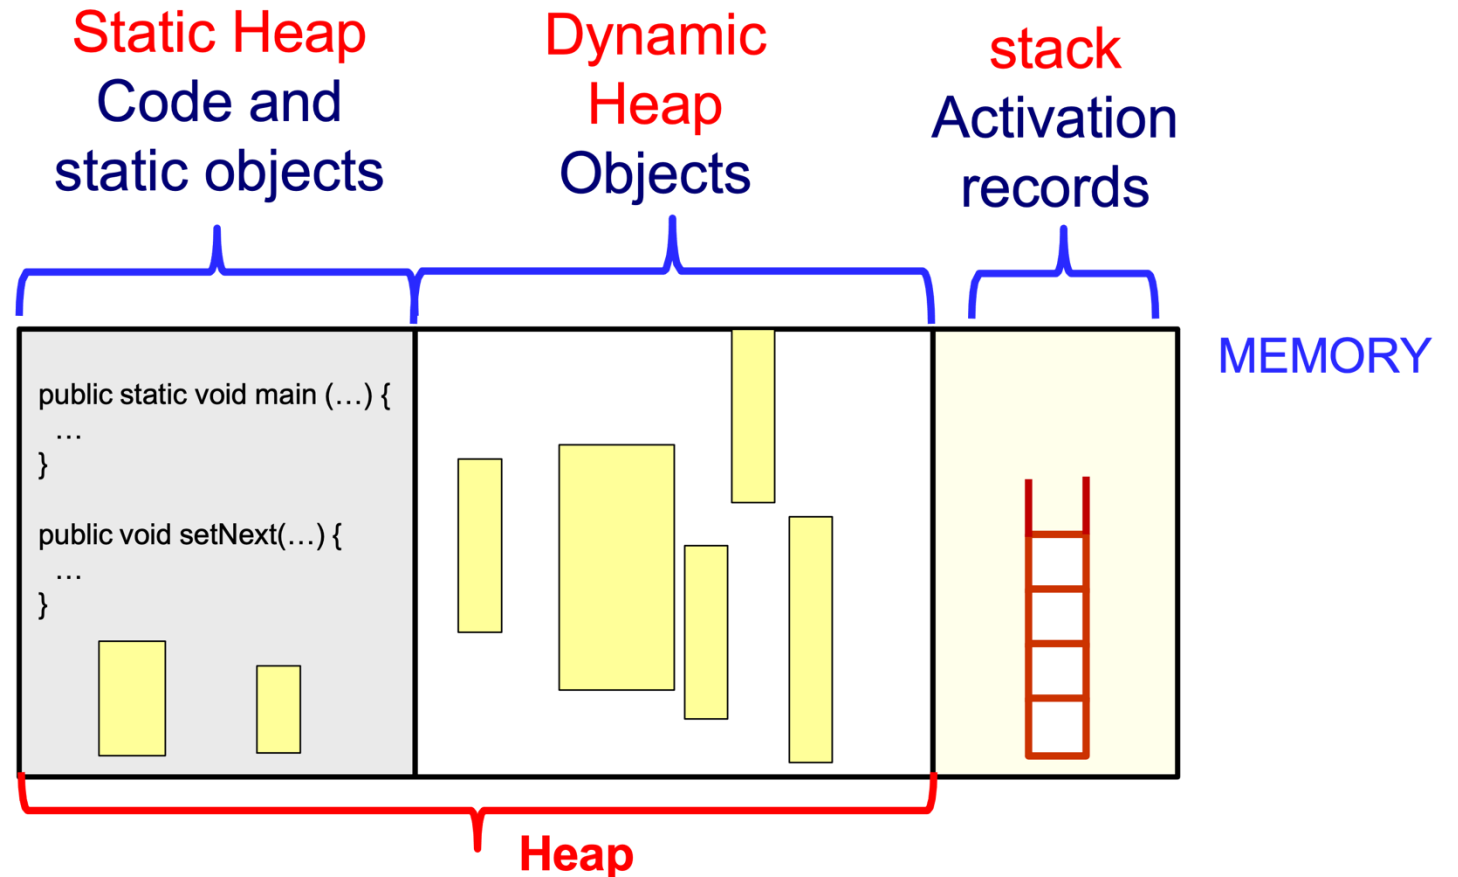 Static Heap
Code and
static objects
Dynamic
Heap
Objects
stack
Activation
records
MEMORY
public static void main (…) {
…
}
public void setNext(…) {
…
}
Heap